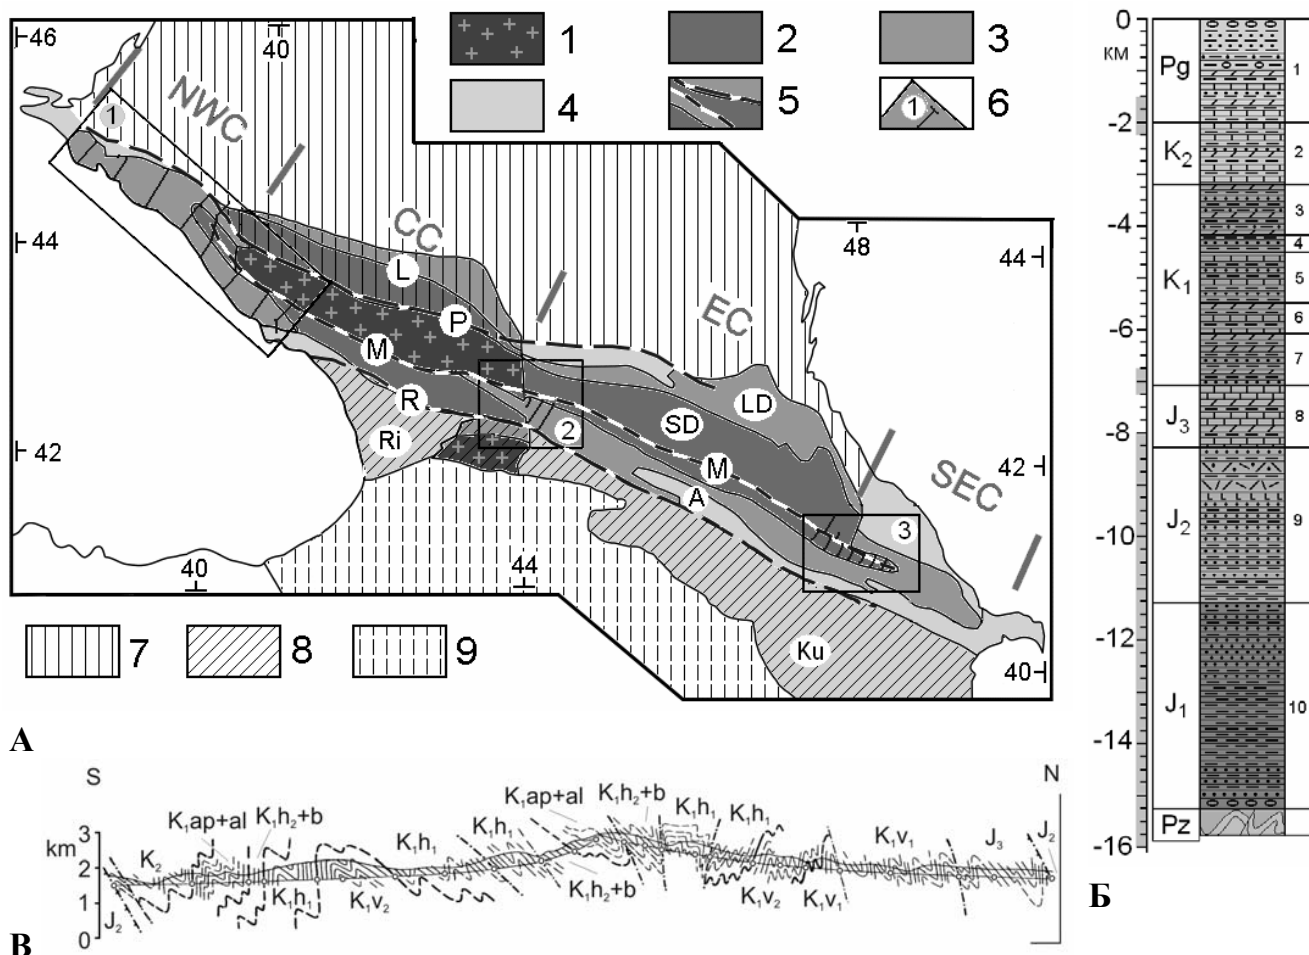 46
40
1
2
3
4
5
1
6
NWC
1
44
CC
L
P
M
R
Ri
2
42
EC
48
44
LD
SD
M
A
SEC
42
3
40
44
Ku
40
7
8
9
А
0
км
-2
-4
-6
-8
-10
-12
-14
-16
Pg
K2
K1
J3
J2
J1
Pz
1
2
3
4
5
6
7
8
9
10
Б
S
N
km
3
2
1
0
K1ap+al
K1h2+b
K2
J2
K1h1
K1v2
K1h1
K1h1
K1ap+al
K1h2+b
K1h2+b
K1h1
K1h1
K1v2
K1v1
K1v1
J3
J2
В